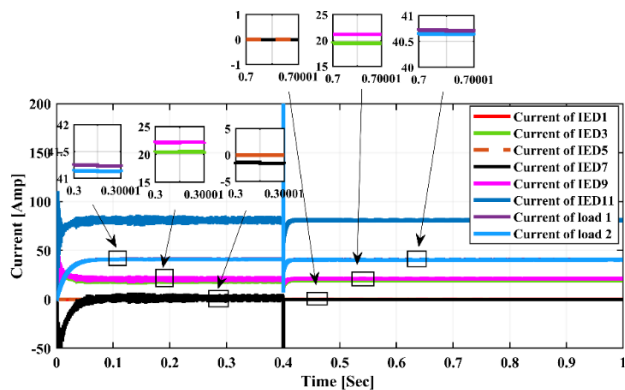 1
0
-1
0.7 0.70001
25
20
15
0.7 0.70001
41
40.5
40
0.7 0.70001
200
150
100
50
0
-50
Current [Amp]
42
41.5
41
0.3 0.30001
25
20
15
0.3 0.30001
5
0
-5
0.3 0.30001
Current of IED1
Current of IED3
Current of IED5
Current of IED7
Current of IED9
Current of IED11
Current of load 1
Current of load 2
0 0.1 0.2 0.3 0.4 0.5 0.6 0.7 0.8 0.9 1
Time [Sec]